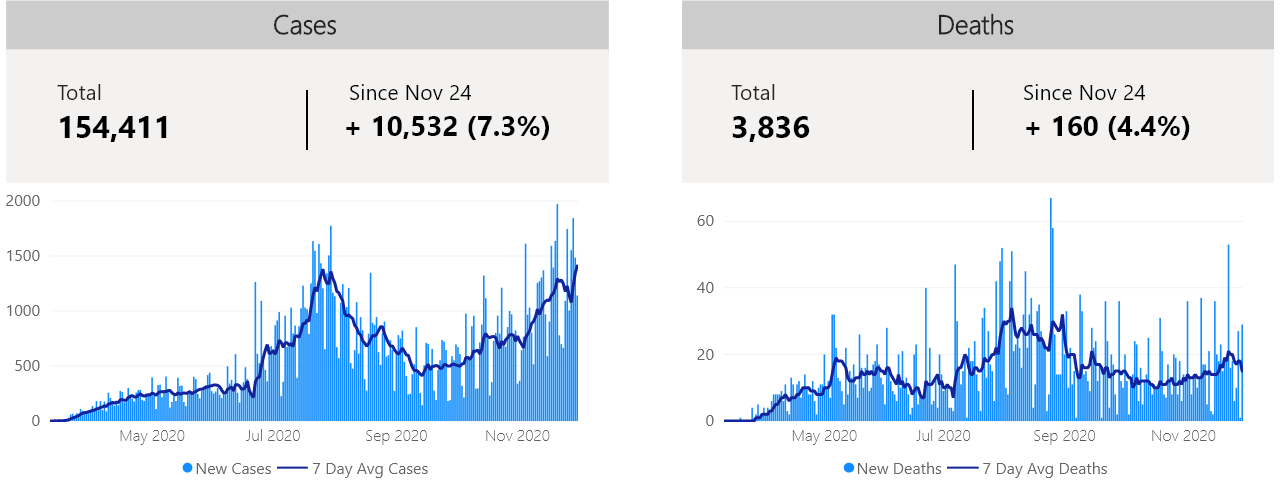 Cases
Total
154,411
Since Nov 24
+ 10,532 (7.3%)
2000
1500
1000
500
0
May 2020
Jul 2020
Sep 2020
Nov 2020
New Cases
7 Day Avg Cases
Deaths
Total
3,836
Since Nov 24
+ 160 (4.4%)
60
40
20
0
May 2020
Jul 2020
Sep 2020
Nov 2020
New Deaths
7 Day Avg Deaths